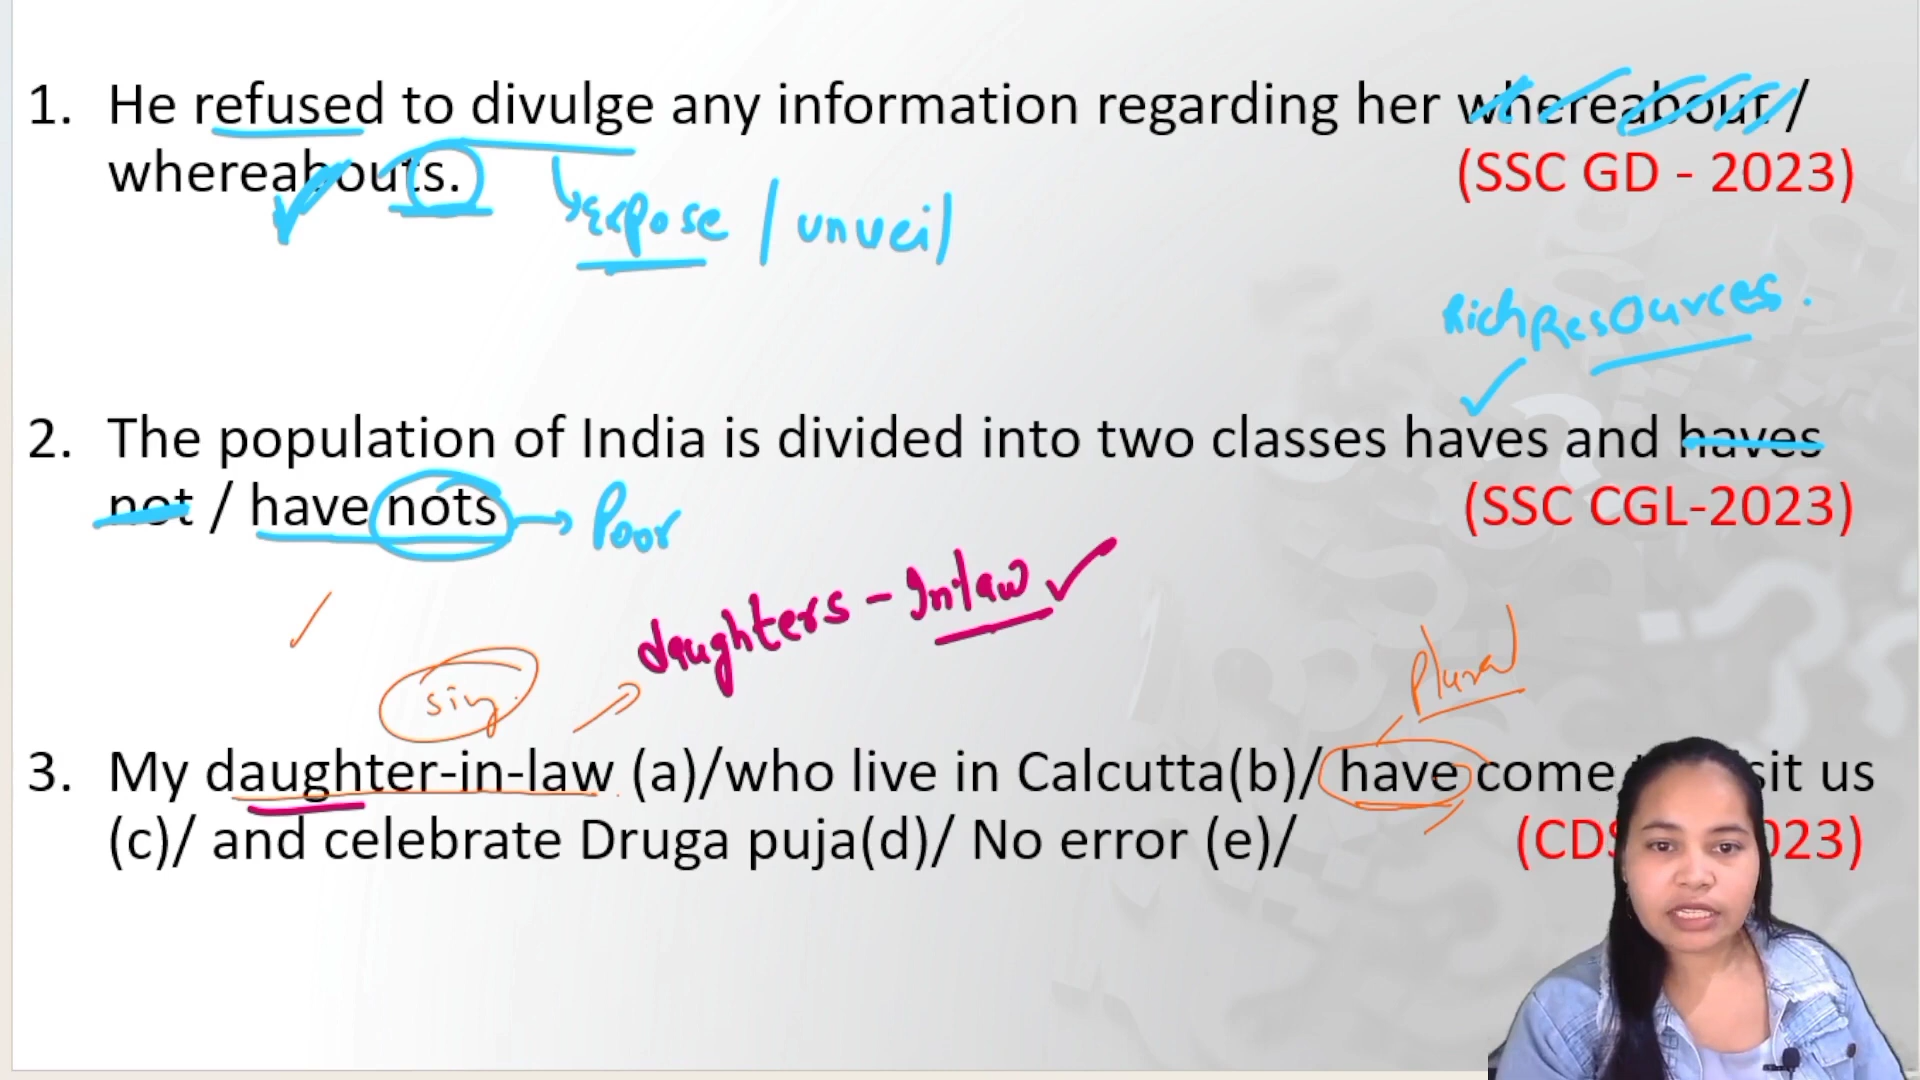 1. He refused to divulge any information regarding her whereabout /
whereabouts. (SSC GD - 2023)
expose / unveil
Rich Resources.
2. The population of India is divided into two classes haves and haves
not / have nots (SSC CGL-2023)
Poor
daughters - Inlaw
Plural
sing.
3. My daughter-in-law (a)/who live in Calcutta(b)/ have come us
(c)/ and celebrate Druga puja(d)/ No error (e)/